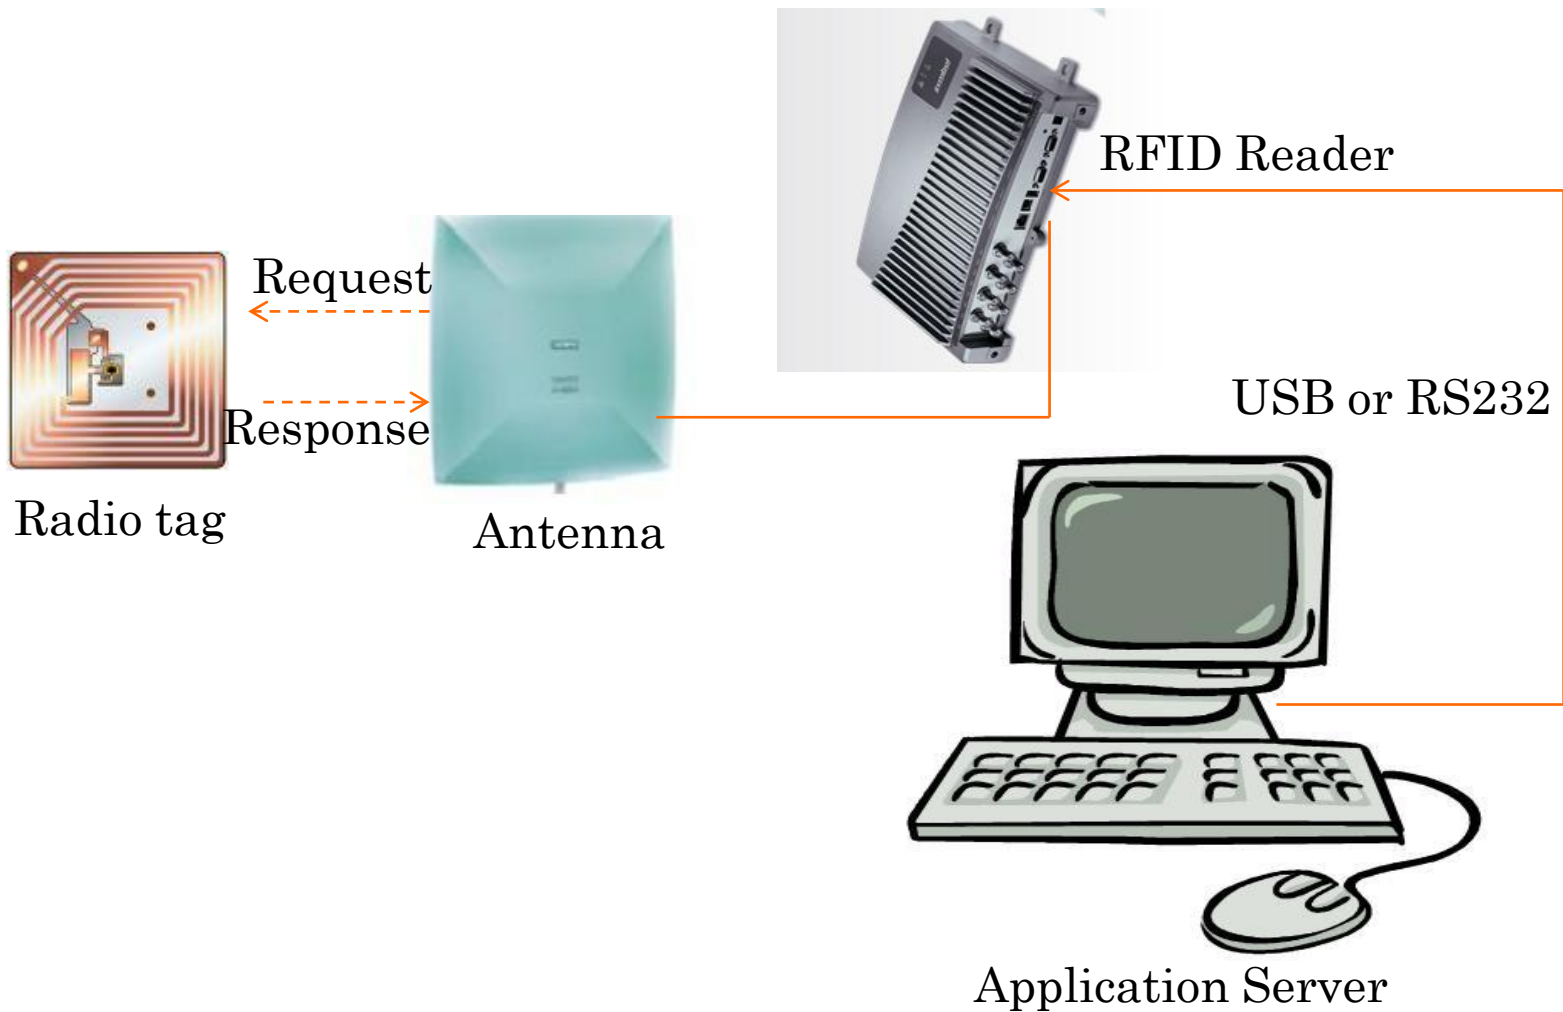 RFID Reader
Request
USB or RS232
Response
Radio tag
Antenna
Application Server